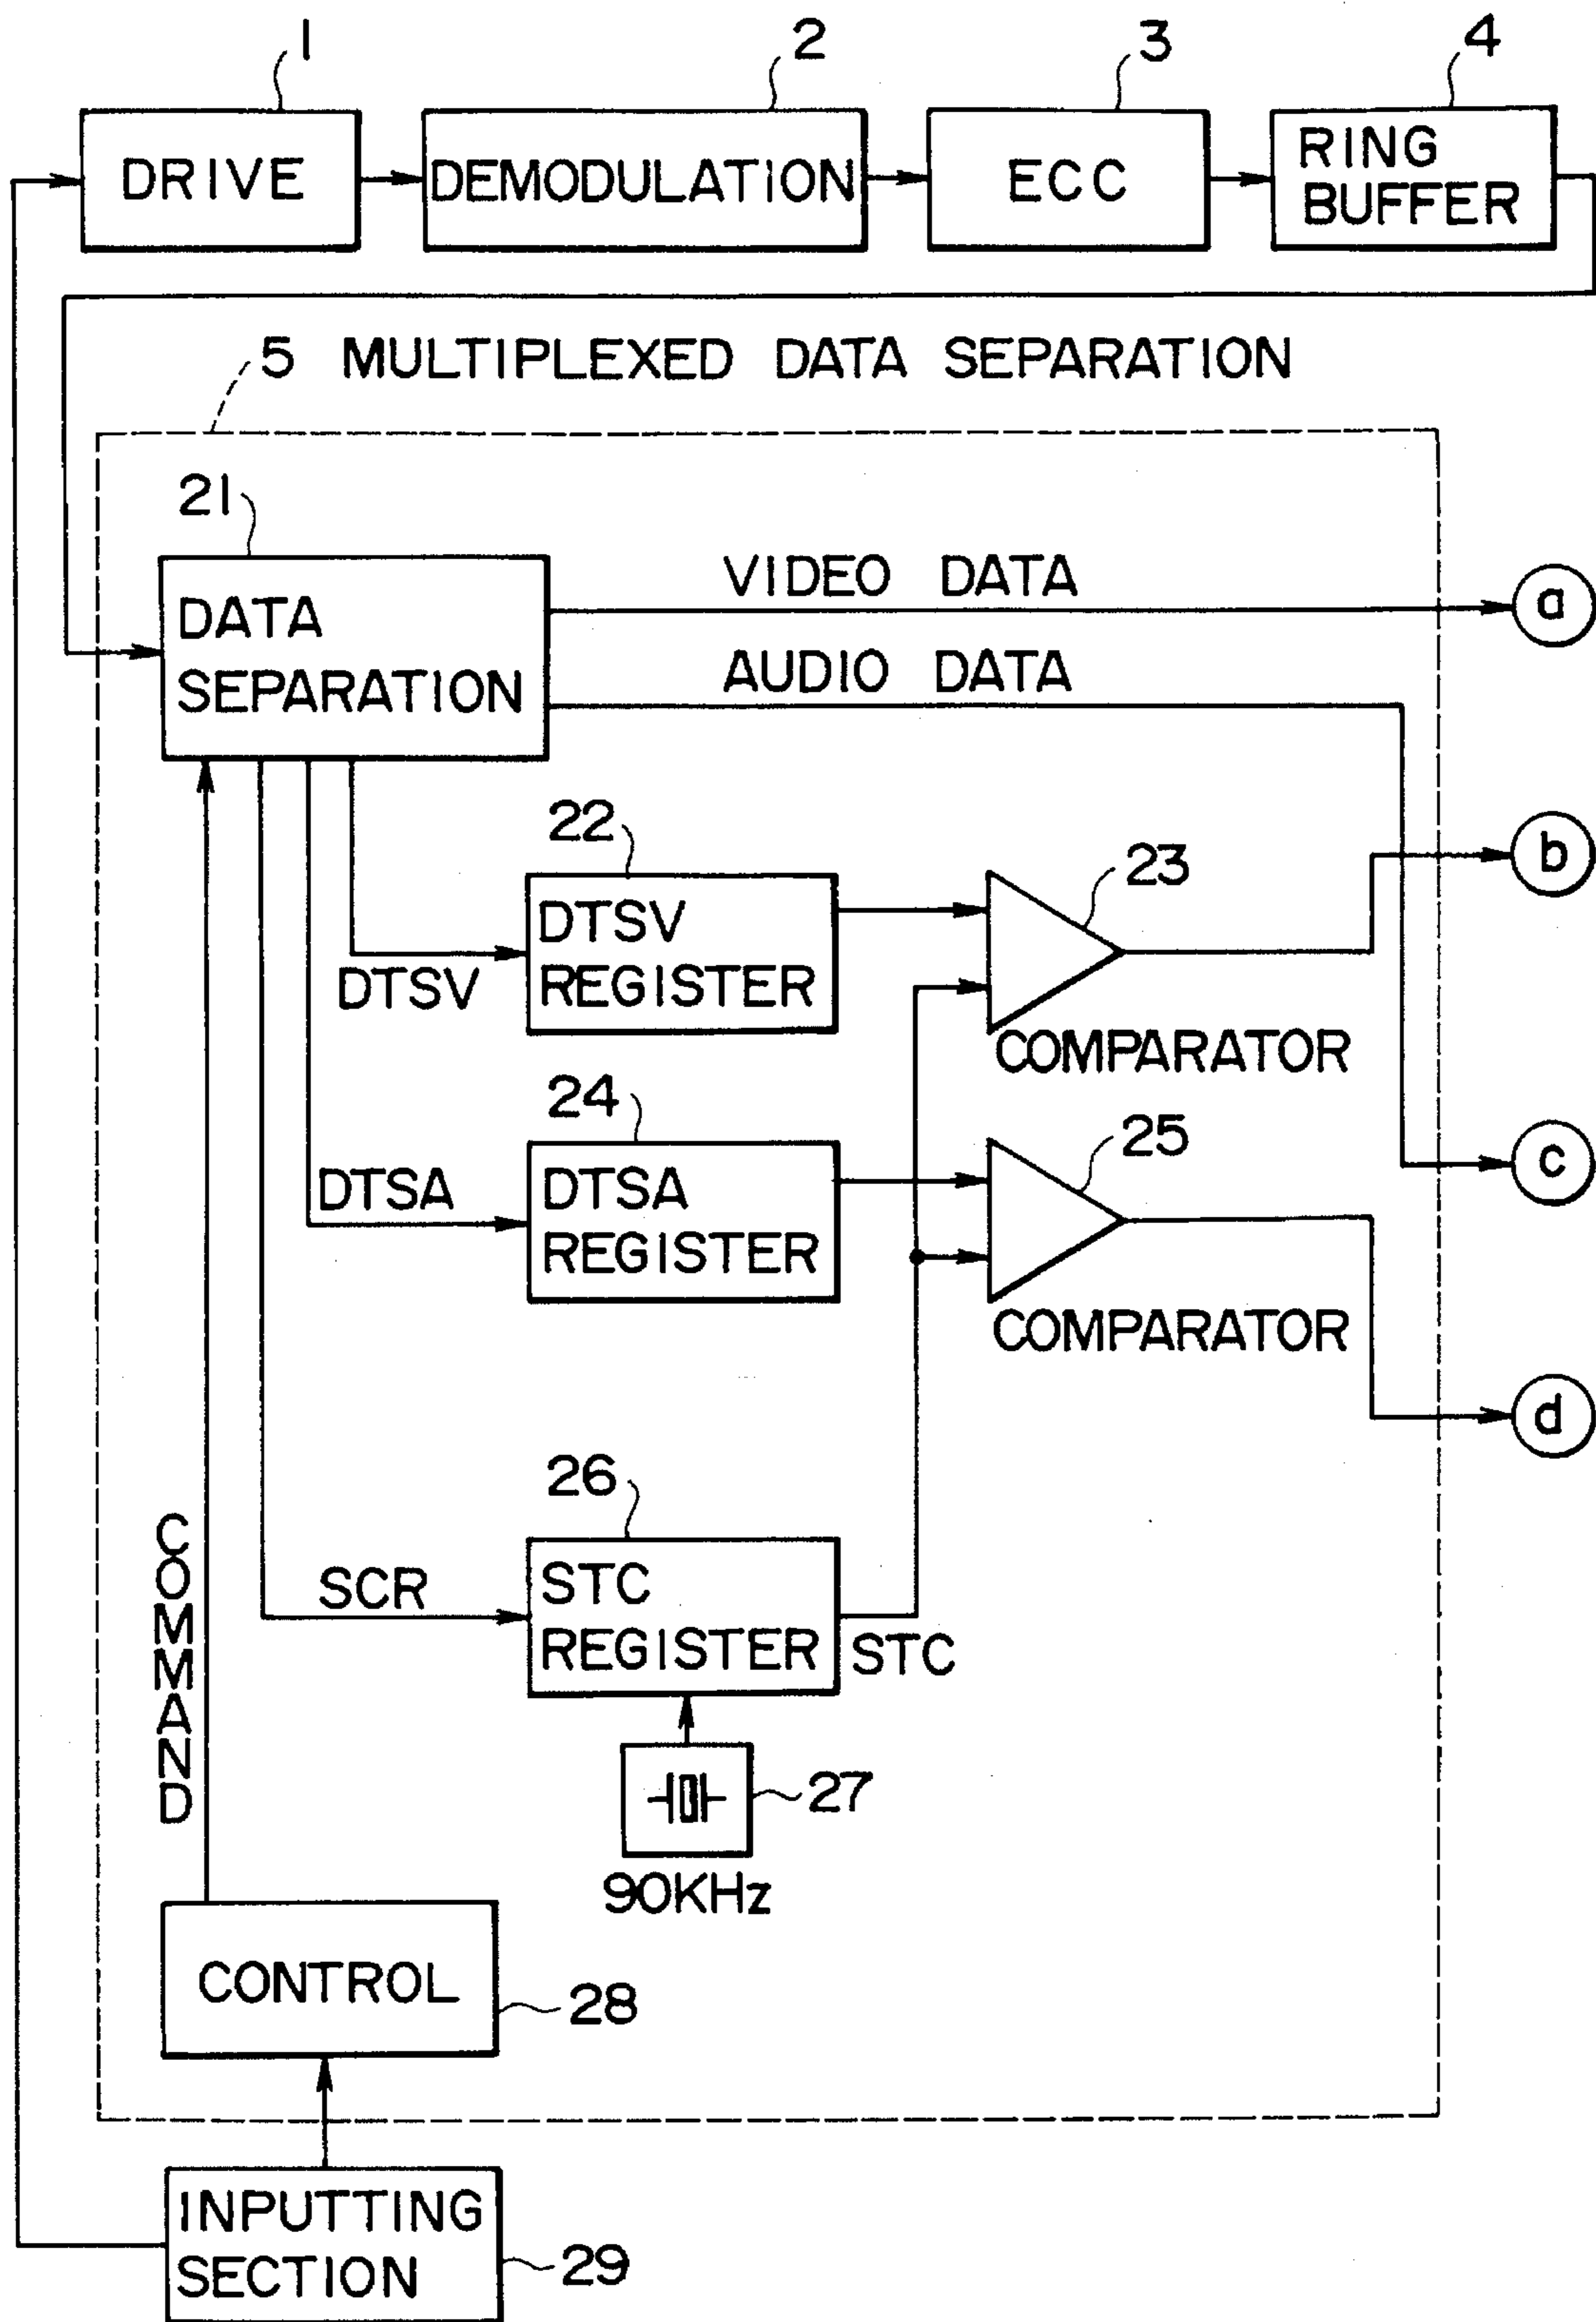 1
2
3
4
DRIVE
DEMODULATION
ECC
RING
BUFFER
5 MULTIPLEXED DATA SEPARATION
21
DATA
SEPARATION
VIDEO DATA
a
AUDIO DATA
22
DTSV
REGISTER
DTSV
23
COMPARATOR
b
24
DTSA
REGISTER
DTSA
25
COMPARATOR
c
d
26
STC
REGISTER
SCR
STC
27
90KHz
COMMAND
CONTROL
28
INPUTTING
SECTION
29